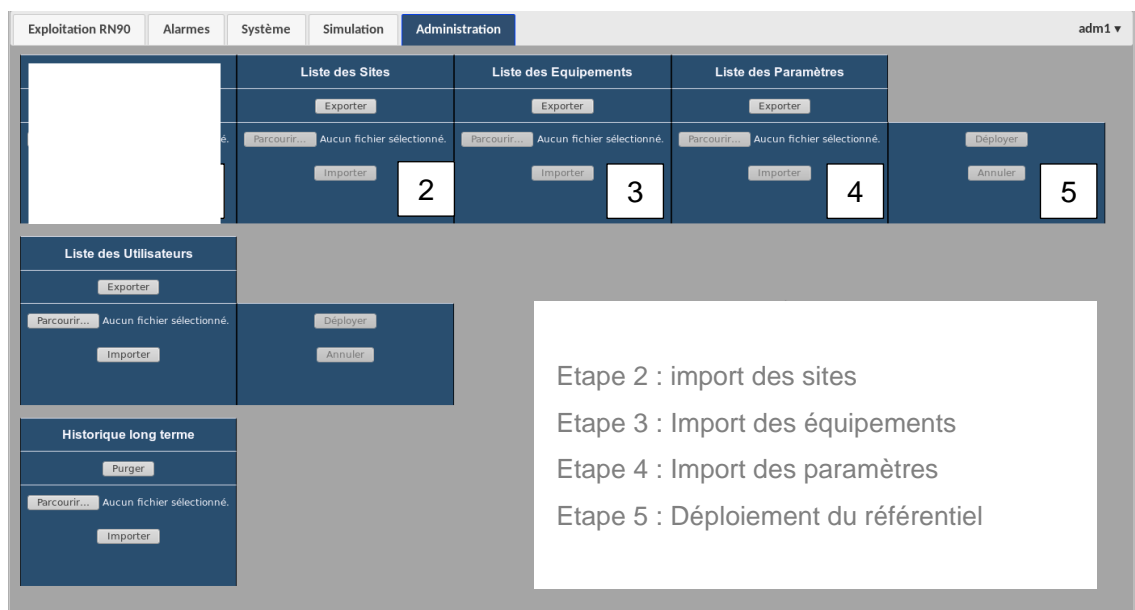 Exploitation RN90 Alarmes Système Simulation Administration adm1 ▾
Liste des Sites Liste des Equipements Liste des Paramètres
Exporter Exporter Exporter
é. Parcourir... Aucun fichier sélectionné. Parcourir... Aucun fichier sélectionné. Parcourir... Aucun fichier sélectionné. Déployer
Importer Importer Importer Annuler
2 3 4 5
Liste des Utilisateurs
Exporter
Parcourir... Aucun fichier sélectionné. Déployer
Importer Annuler
Etape 2 : import des sites
Etape 3 : Import des équipements
Etape 4 : Import des paramètres
Etape 5 : Déploiement du référentiel
Historique long terme
Purger
Parcourir... Aucun fichier sélectionné.
Importer